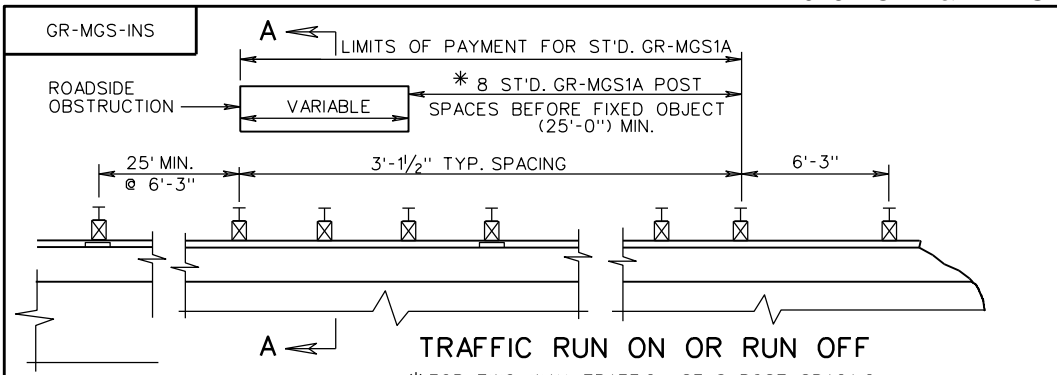 GR-MGS-INS
A
LIMITS OF PAYMENT FOR ST'D. GR-MGS1A
* 8 ST'D. GR-MGS1A POST
SPACES BEFORE FIXED OBJECT
(25'-0") MIN.
ROADSIDE
OBSTRUCTION
VARIABLE
25' MIN.
@ 6'-3"
3'-1 1/2" TYP. SPACING
6'-3"
A
TRAFFIC RUN ON OR RUN OFF